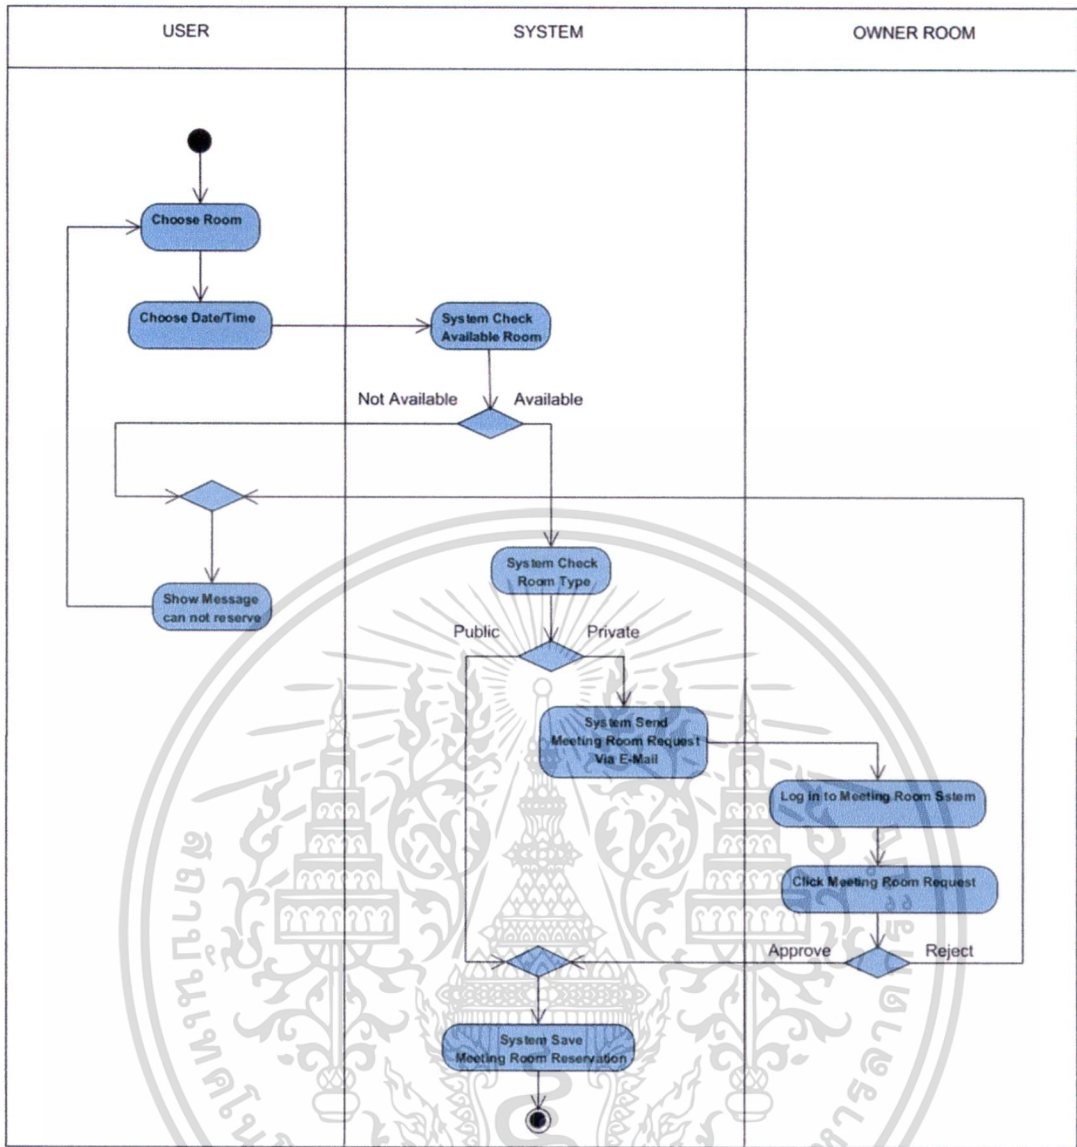 USER
SYSTEM
OWNER ROOM
Choose Room
Choose Date/Time
System Check
Available Room
Not Available
Available
System Check
Room Type
Show Message
can not reserve
Public
Private
System Send
Meeting Room Request
Via E-Mail
Log in to Meeting Room Sstem
Click Meeting Room Request
Approve
Reject
System Save
Meeting Room Reservation